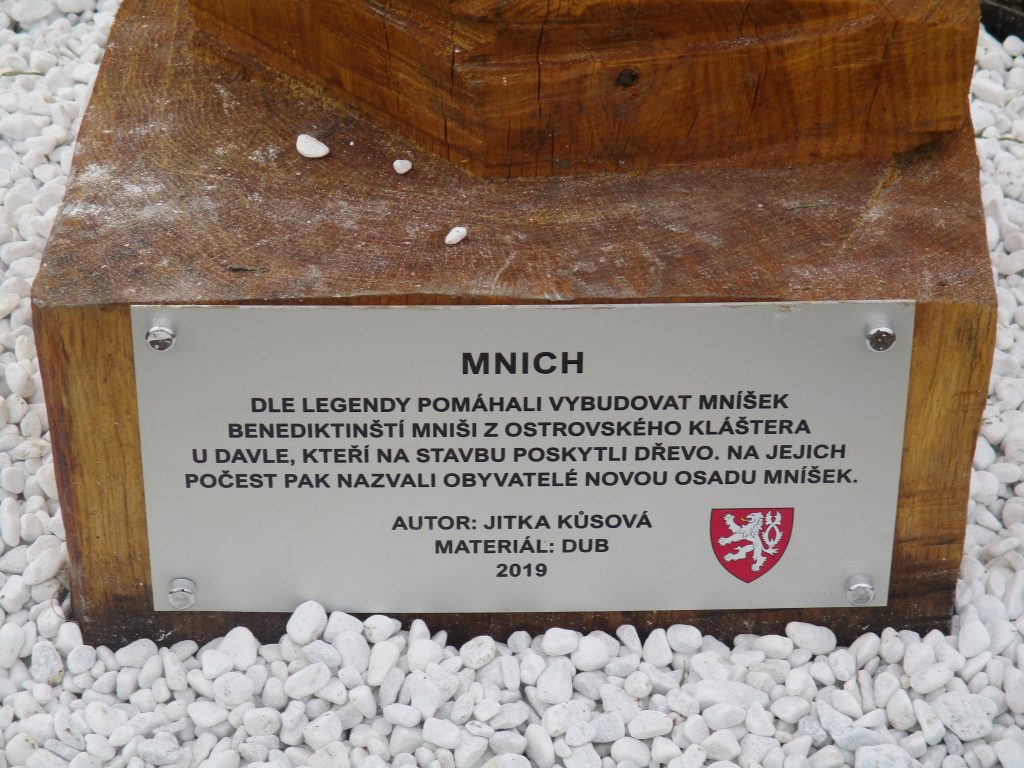 MNICH
DLE LEGENDY POMÁHALI VYBUDOVAT MNÍŠEK
BENEDIKTINŠTÍ MNIŠI Z OSTROVSKÉHO KLÁŠTERA
U DAVLE, KTEŘÍ NA STAVBU POSKYTLI DŘEVO. NA JEJICH
POČEST PAK NAZVALI OBYVATELÉ NOVOU OSADU MNÍŠEK.
AUTOR: JITKA KŮSOVÁ
MATERIÁL: DUB
2019